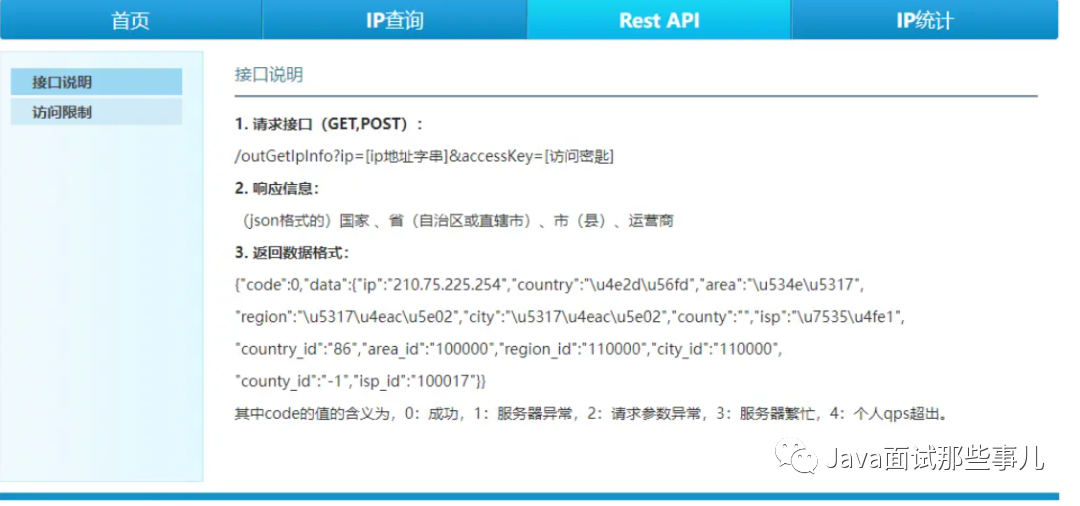 首页 IP查询 Rest API IP统计
接口说明
访问限制
接口说明
1. 请求接口（GET,POST）：
/outGetIpInfo?ip=[ip地址字串]&accessKey=[访问密匙]
2. 响应信息：
（json格式的）国家 、省（自治区或直辖市）、市（县）、运营商
3. 返回数据格式：
{"code":0,"data":{"ip":"210.75.225.254","country":"\u4e2d\u56fd","area":"\u534e\u5317",
"region":"\u5317\u4eac\u5e02","city":"\u5317\u4eac\u5e02","county":"","isp":"\u7535\u4fe1",
"country_id":"86","area_id":"100000","region_id":"110000","city_id":"110000",
"county_id":"-1","isp_id":"100017"}}
其中code的值的含义为，0：成功，1：服务器异常，2：请求参数异常，3：服务器繁忙，4：个人qps超出。
Java面试那些事儿